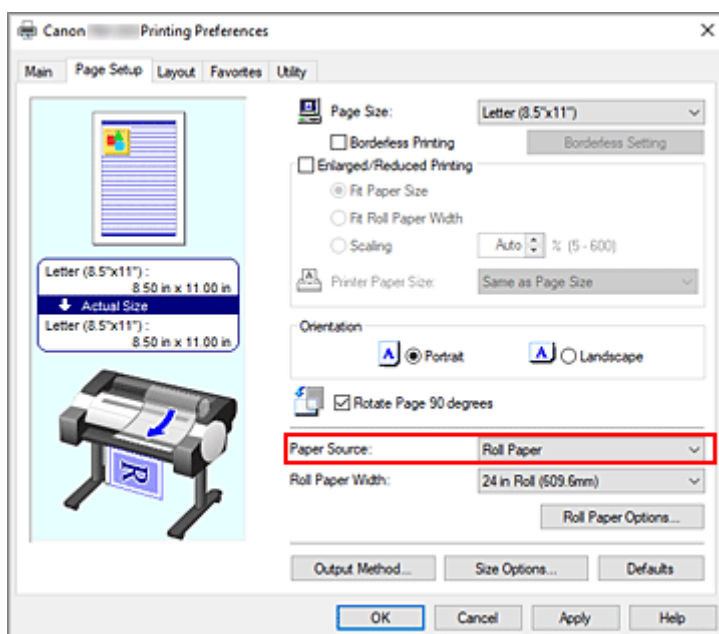 Canon Printing Preferences
Main Page Setup Layout Favorites Utility
Page Size: Letter (8.5"x11")
Borderless Printing Borderless Setting
Enlarged/Reduced Printing
Fit Paper Size
Fit Roll Paper Width
Scaling Auto % (5 - 600)
Printer Paper Size: Same as Page Size
Letter (8.5"x11") :
8.50 in x 11.00 in
Actual Size
Letter (8.5"x11") :
8.50 in x 11.00 in
Orientation
A Portrait A Landscape
Rotate Page 90 degrees
Paper Source: Roll Paper
Roll Paper Width: 24 in Roll (609.6mm)
R
Roll Paper Options...
Output Method... Size Options... Defaults
OK Cancel Apply Help